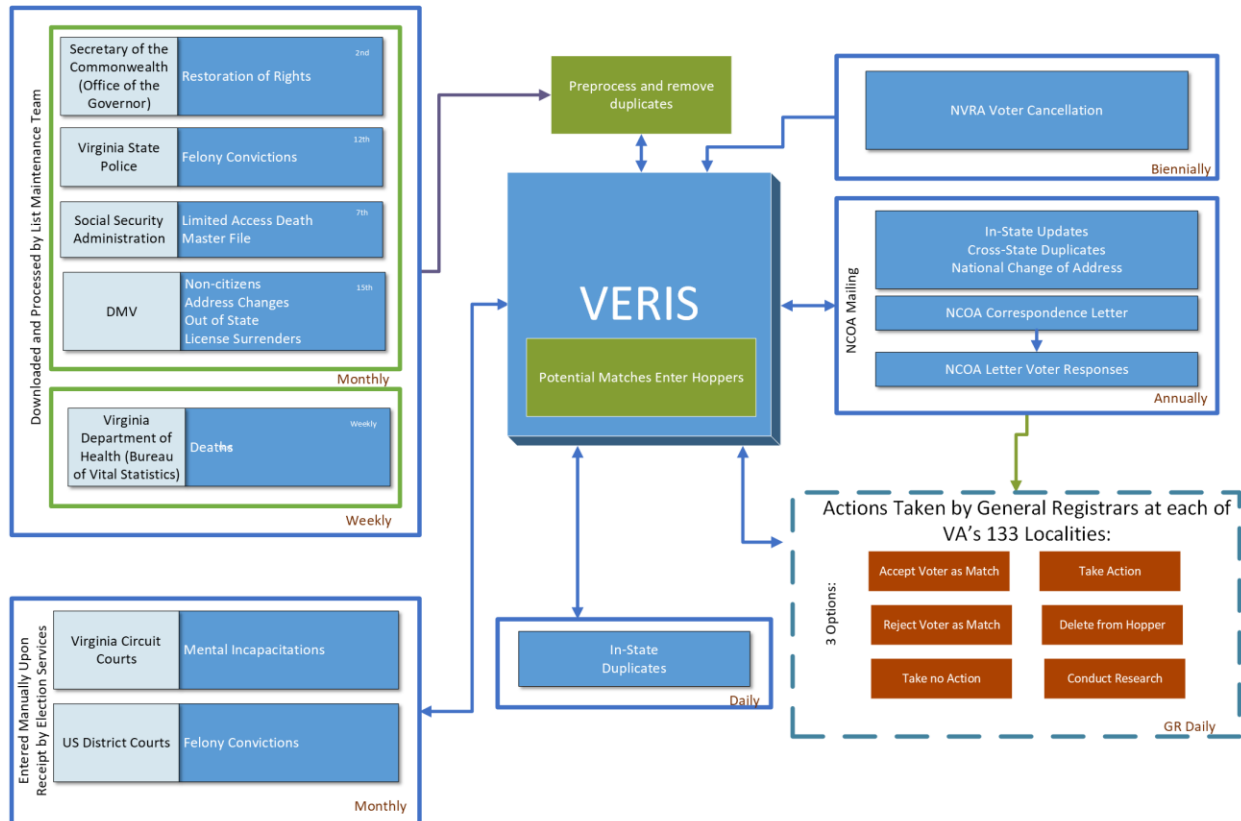 Downloaded and Processed by List Maintenance Team
Secretary of the
Commonwealth
(Office of the
Governor)
2nd
Restoration of Rights
Virginia State
Police
12th
Felony Convictions
Social Security
Administration
7th
Limited Access Death
Master File
DMV
15th
Non-citizens
Address Changes
Out of State
License Surrenders
Monthly
Virginia
Department of
Health (Bureau
of Vital Statistics)
Weekly
Deaths
Weekly
Entered Manually Upon
Receipt by Election Services
Virginia Circuit
Courts
Mental Incapacitations
US District Courts
Felony Convictions
Monthly
Preprocess and remove
duplicates
VERIS
Potential Matches Enter Hoppers
In-State
Duplicates
Daily
NVRA Voter Cancellation
Biennially
NCOA Mailing
In-State Updates
Cross-State Duplicates
National Change of Address
NCOA Correspondence Letter
NCOA Letter Voter Responses
Annually
Actions Taken by General Registrars at each of
VA's 133 Localities:
3 Options:
Accept Voter as Match
Take Action
Reject Voter as Match
Delete from Hopper
Take no Action
Conduct Research
GR Daily